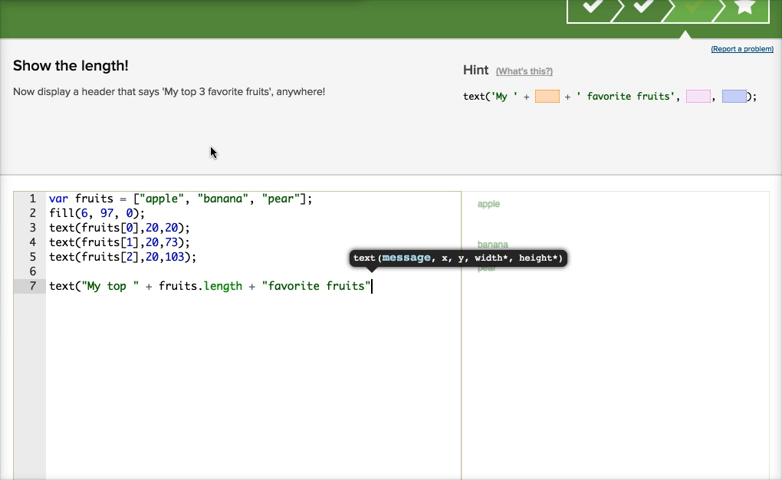 (Report a problem)
Show the length!
Now display a header that says 'My top 3 favorite fruits', anywhere!
Hint (What's this?)
text('My ' + + ' favorite fruits', , );
1 var fruits = ["apple", "banana", "pear"];
2 fill(6, 97, 0);
3 text(fruits[0],20,20);
4 text(fruits[1],20,73);
5 text(fruits[2],20,103);
6
7 text("My top " + fruits.length + "favorite fruits"
text(message, x, y, width*, height*)
apple
banana
pear